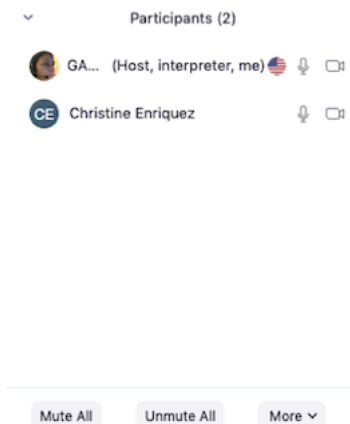 Participants (2)
GA... (Host, interpreter, me)
CE Christine Enriquez
Mute All Unmute All More